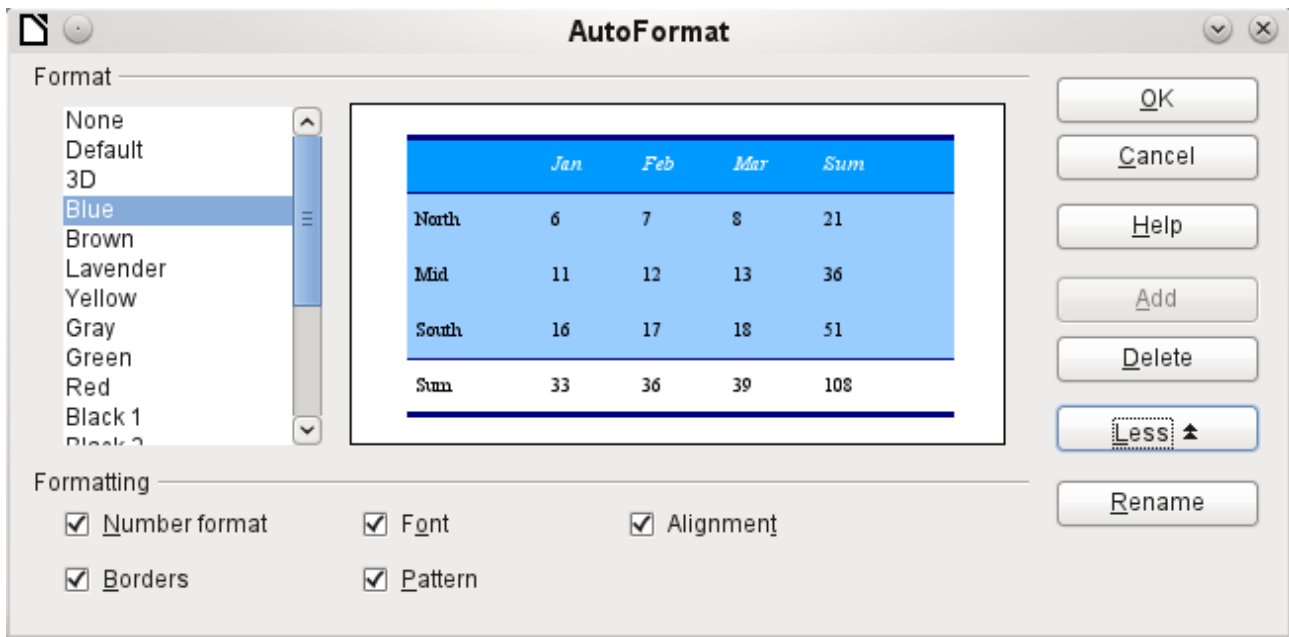 AutoFormat
Format
None
Default
3D
Blue
Brown
Lavender
Yellow
Gray
Green
Red
Black 1
Black 2
Jan Feb Mar Sum
North 6 7 8 21
Mid 11 12 13 36
South 16 17 18 51
Sum 33 36 39 108
OK
Cancel
Help
Add
Delete
Less
Rename
Formatting
Number format Font Alignment
Borders Pattern